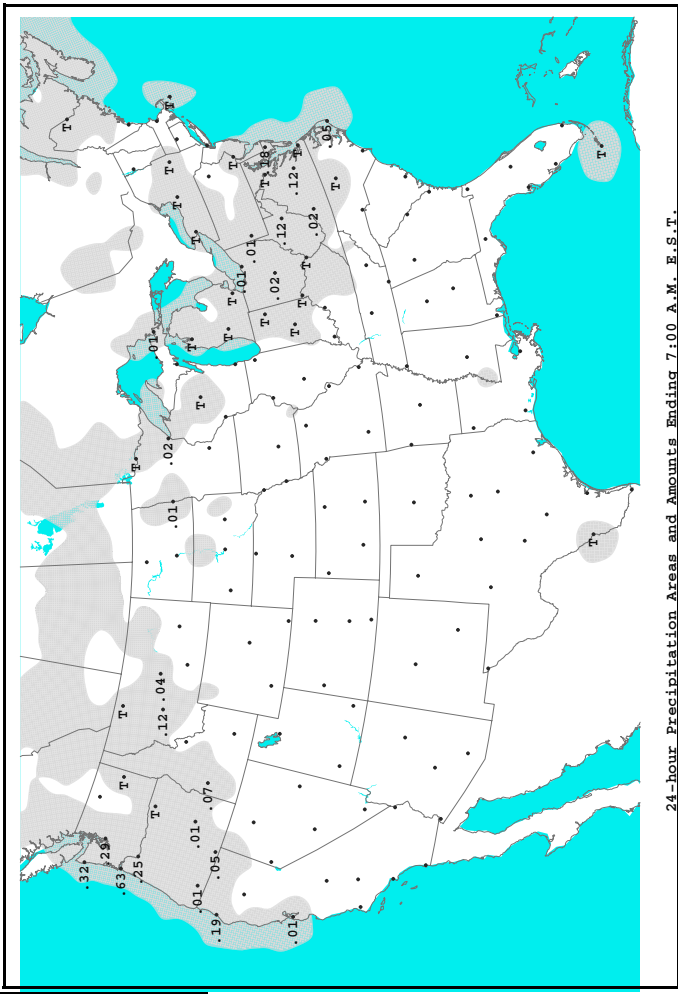 T
.32
.29
.63
T
T
T
.25
.01
T
.04
.12
.02
T
T
.01
T
T
.01
T
.01
T
.07
.05
.19
T
T
T
.01
.01
T
T
.18
.02
.12
.01
.12
T
T
T
T
.02
.05
T
T
T
24-hour Precipitation Areas and Amounts Ending 7:00 A.M. E.S.T.